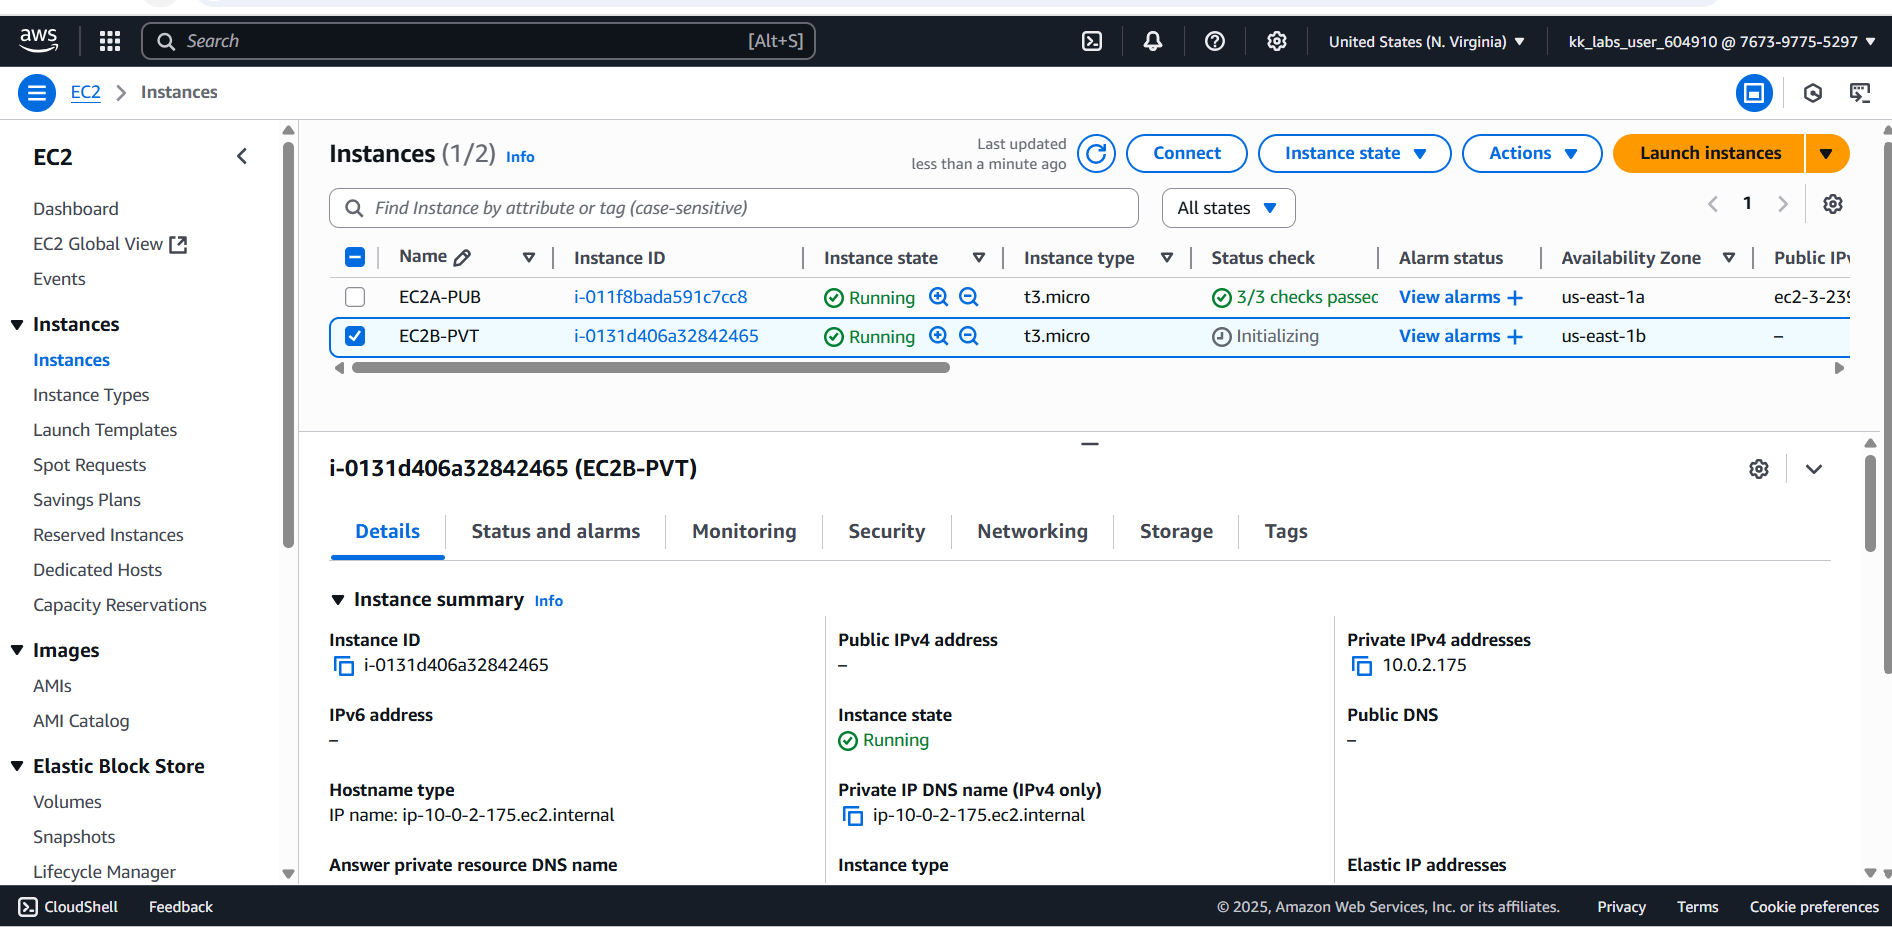 aws
Search [Alt+S]
United States (N. Virginia)
kk_labs_user_604910 @ 7673-9775-5297
EC2
Instances
EC2
Dashboard
EC2 Global View
Events
Instances
Instances
Instance Types
Launch Templates
Spot Requests
Savings Plans
Reserved Instances
Dedicated Hosts
Capacity Reservations
Images
AMIs
AMI Catalog
Elastic Block Store
Volumes
Snapshots
Lifecycle Manager
Instances (1/2) Info
Last updated
less than a minute ago
Connect
Instance state
Actions
Launch instances
Find Instance by attribute or tag (case-sensitive)
All states
1
Name Instance ID Instance state Instance type Status check Alarm status Availability Zone Public IPv
EC2A-PUB i-011f8bada591c7cc8 Running t3.micro 3/3 checks passed View alarms + us-east-1a ec2-3-239
EC2B-PVT i-0131d406a32842465 Running t3.micro Initializing View alarms + us-east-1b –
i-0131d406a32842465 (EC2B-PVT)
Details Status and alarms Monitoring Security Networking Storage Tags
Instance summary Info
Instance ID
i-0131d406a32842465
Public IPv4 address
–
Private IPv4 addresses
10.0.2.175
IPv6 address
–
Instance state
Running
Public DNS
–
Hostname type
IP name: ip-10-0-2-175.ec2.internal
Private IP DNS name (IPv4 only)
ip-10-0-2-175.ec2.internal
Answer private resource DNS name
Instance type
Elastic IP addresses
CloudShell Feedback
© 2025, Amazon Web Services, Inc. or its affiliates. Privacy Terms Cookie preferences